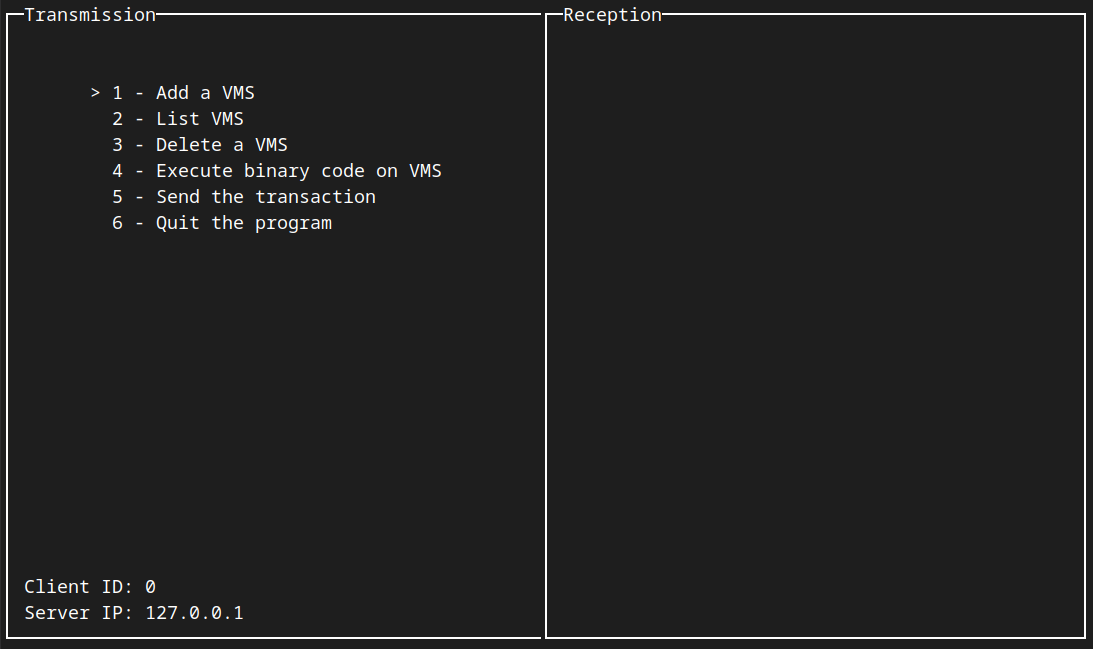 Transmission
Reception
> 1 - Add a VMS
2 - List VMS
3 - Delete a VMS
4 - Execute binary code on VMS
5 - Send the transaction
6 - Quit the program
Client ID: 0
Server IP: 127.0.0.1